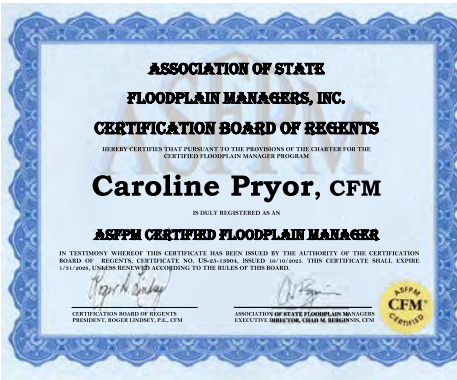 ASSOCIATION OF STATE
FLOODPLAIN MANAGERS, INC.
CERTIFICATION BOARD OF REGENTS
HEREBY CERTIFIES THAT PURSUANT TO THE PROVISIONS OF THE CHARTER FOR THE
CERTIFIED FLOODPLAIN MANAGER PROGRAM
Caroline Pryor, CFM
IS DULY REGISTERED AS AN
ASFPM CERTIFIED FLOODPLAIN MANAGER
IN TESTIMONY WHEREOF THIS CERTIFICATE HAS BEEN ISSUED BY THE AUTHORITY OF THE CERTIFICATION
BOARD OF REGENTS, CERTIFICATE NO. US-23-13904, ISSUED 10/10/2023. THIS CERTIFICATE SHALL EXPIRE
1/31/2026, UNLESS RENEWED ACCORDING TO THE RULES OF THIS BOARD.
Roger A. Lindsey
CERTIFICATION BOARD OF REGENTS
PRESIDENT, ROGER LINDSEY, P.E., CFM
ASSOCIATION OF STATE FLOODPLAIN MANAGERS
EXECUTIVE DIRECTOR, CHAD M. BERGINNIS, CFM
ASFPM
CFM
CERTIFIED
ASFPM